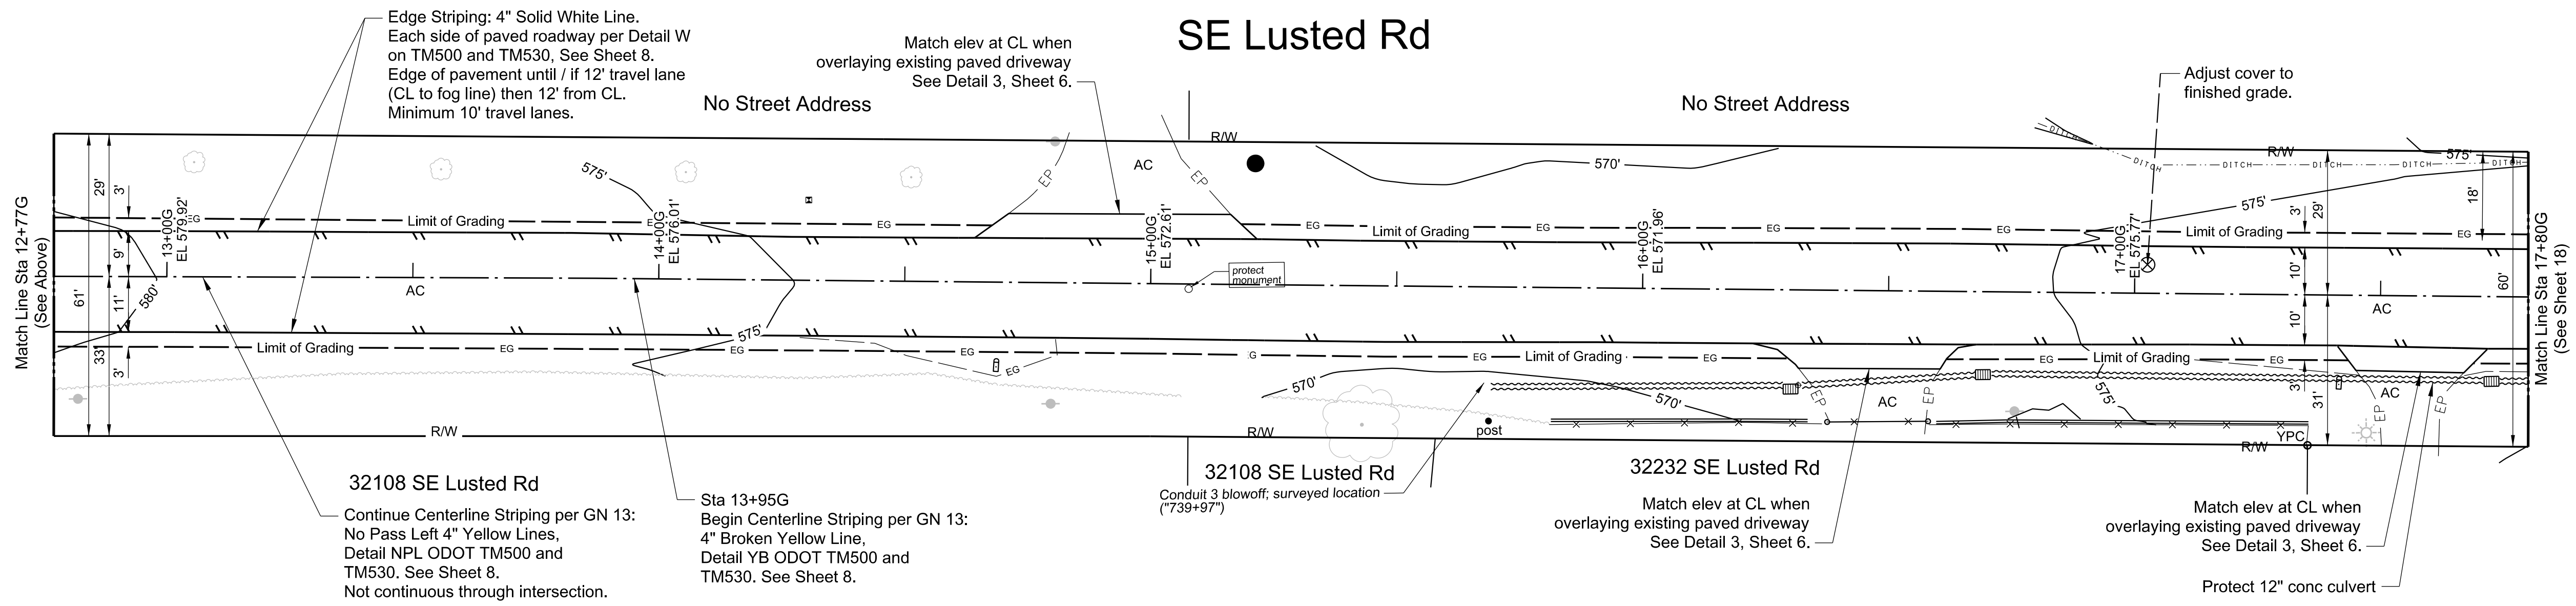 SE Lusted Rd
Edge Striping: 4" Solid White Line.
Each side of paved roadway per Detail W
on TM500 and TM530, See Sheet 8.
Edge of pavement until / if 12' travel lane
(CL to fog line) then 12' from CL.
Minimum 10' travel lanes.
Match elev at CL when
overlaying existing paved driveway
See Detail 3, Sheet 6.
No Street Address
No Street Address
Adjust cover to
finished grade.
R/W
R/W
DITCH
DITCH
DITCH
DITCH
DITCH
DITCH
DITCH
575'
575'
570'
AC
EP
EP
575'
18'
Match Line Sta 12+77G
(See Above)
61'
29'
3'
9'
11'
33'
3'
580'
13+00G
EL 579.92'
EG
Limit of Grading
14+00G
EL 576.01'
E
EG
15+00G
EL 572.61'
EG
Limit of Grading
EG
16+00G
EL 571.96'
EG
EG
17+00G
EL 575.77'
Limit of Grading
EG
3'
29'
10'
10'
3'
31'
60'
Match Line Sta 17+80G
(See Sheet 18)
AC
protect
monument
AC
Limit of Grading
EG
575'
EG
EG
EG
G
EG
Limit of Grading
EG
EG
Limit of Grading
EG
570'
570'
575'
EP
AC
EP
EP
AC
EP
post
YPC
R/W
R/W
R/W
32108 SE Lusted Rd
Continue Centerline Striping per GN 13:
No Pass Left 4" Yellow Lines,
Detail NPL ODOT TM500 and
TM530. See Sheet 8.
Not continuous through intersection.
Sta 13+95G
Begin Centerline Striping per GN 13:
4" Broken Yellow Line,
Detail YB ODOT TM500 and
TM530. See Sheet 8.
32108 SE Lusted Rd
Conduit 3 blowoff; surveyed location
("739+97")
32232 SE Lusted Rd
Match elev at CL when
overlaying existing paved driveway
See Detail 3, Sheet 6.
Match elev at CL when
overlaying existing paved driveway
See Detail 3, Sheet 6.
Protect 12" conc culvert